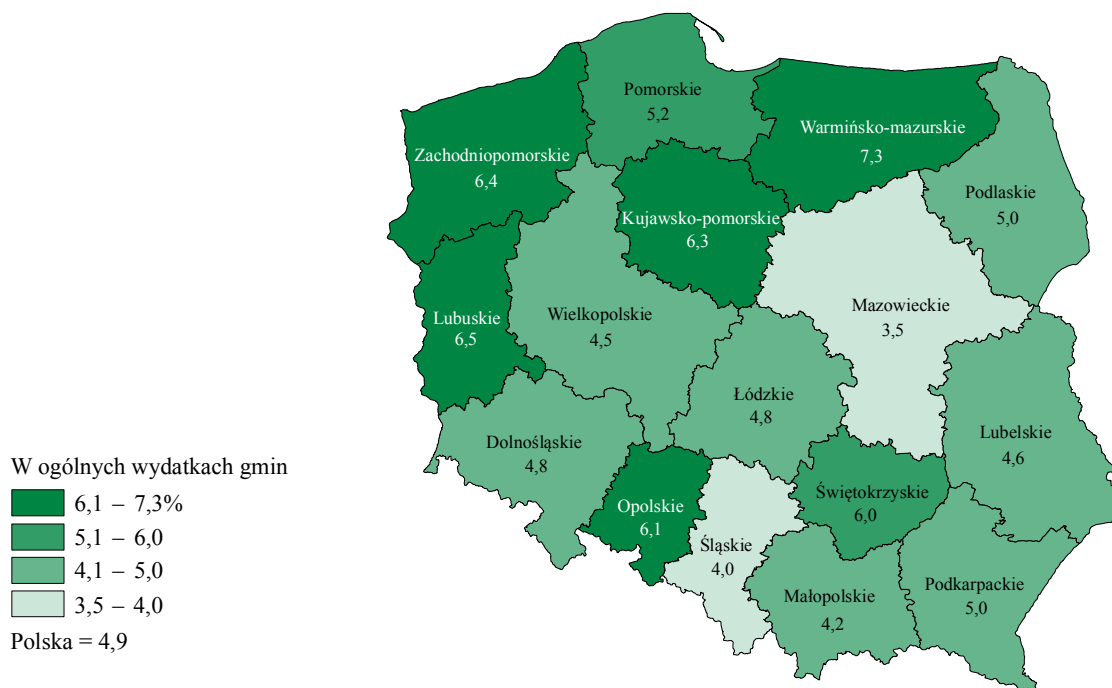 Pomorskie
5,2
Warmińsko-mazurskie
7,3
Zachodniopomorskie
6,4
Podlaskie
5,0
Kujawsko-pomorskie
6,3
Mazowieckie
3,5
Lubuskie
6,5
Wielkopolskie
4,5
Łódzkie
4,8
Dolnośląskie
4,8
Lubelskie
4,6
Opolskie
6,1
Świętokrzyskie
6,0
Śląskie
4,0
Małopolskie
4,2
Podkarpackie
5,0
W ogólnych wydatkach gmin
6,1 – 7,3%
5,1 – 6,0
4,1 – 5,0
3,5 – 4,0
Polska = 4,9